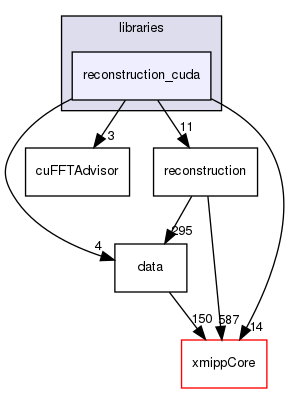 libraries
reconstruction_cuda
3
11
cuFFTAdvisor
reconstruction
4
295
data
150
587
14
xmippCore